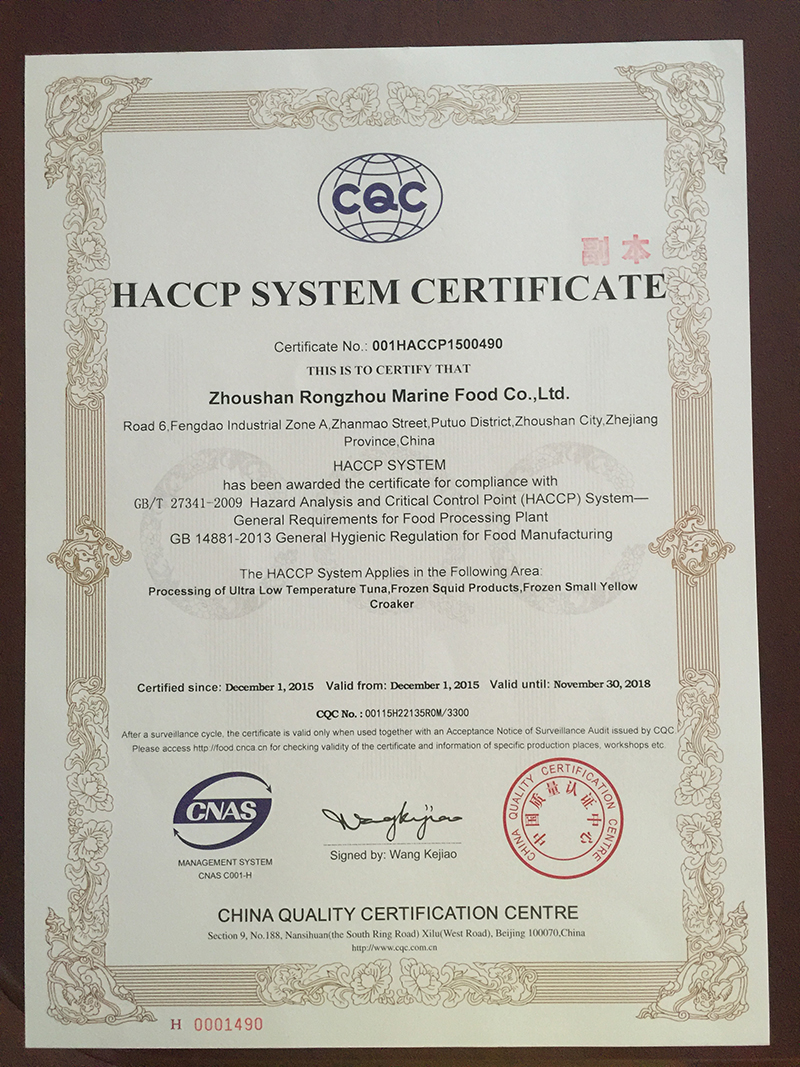 CQC
副本
HACCP SYSTEM CERTIFICATE
Certificate No.: 001HACCP1500490
THIS IS TO CERTIFY THAT
Zhoushan Rongzhou Marine Food Co.,Ltd.
Road 6,Fengdao Industrial Zone A,Zhanmao Street,Putuo District,Zhoushan City,Zhejiang
Province,China
HACCP SYSTEM
has been awarded the certificate for compliance with
GB/T 27341-2009 Hazard Analysis and Critical Control Point (HACCP) System—
General Requirements for Food Processing Plant
GB 14881-2013 General Hygienic Regulation for Food Manufacturing
The HACCP System Applies in the Following Area:
Processing of Ultra Low Temperature Tuna,Frozen Squid Products,Frozen Small Yellow
Croaker
Certified since: December 1, 2015 Valid from: December 1, 2015 Valid until: November 30, 2018
CQC No. : 00115H22135R0M/3300
After a surveillance cycle, the certificate is valid only when used together with an Acceptance Notice of Surveillance Audit issued by CQC.
Please access http://food.cnca.cn for checking validity of the certificate and information of specific production places, workshops etc.
CNAS
MANAGEMENT SYSTEM
CNAS C001-H
Wangkejiao
Signed by: Wang Kejiao
CHINA QUALITY CERTIFICATION CENTRE
中国质量认证中心
CHINA QUALITY CERTIFICATION CENTRE
Section 9, No.188, Nansihuan(the South Ring Road) Xilu(West Road), Beijing 100070,China
http://www.cqc.com.cn
H 0001490